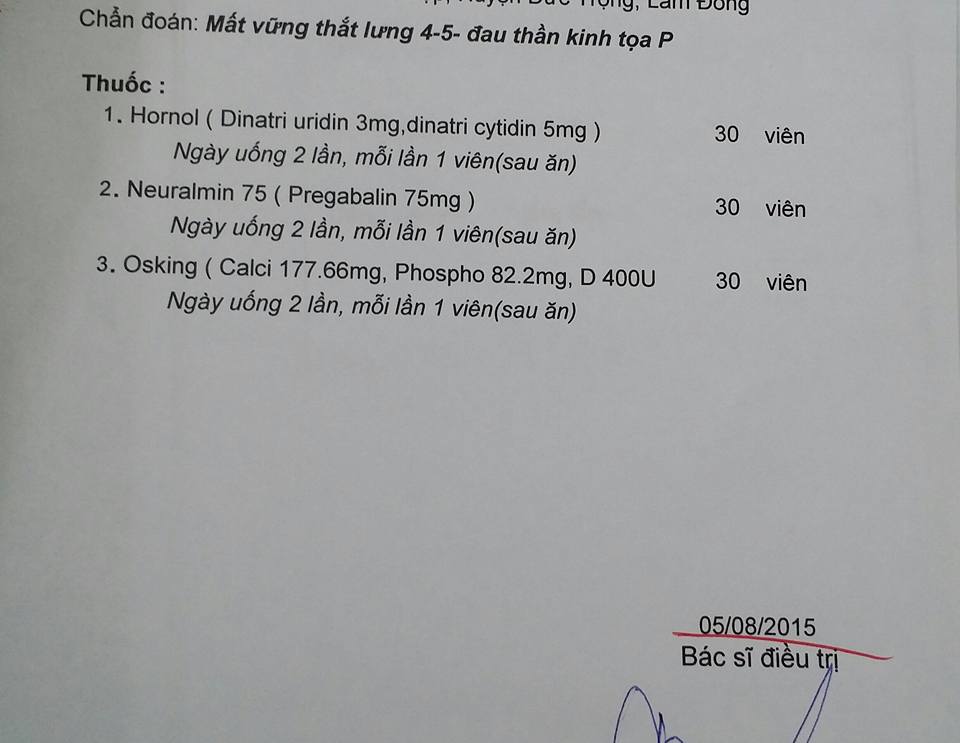 Trọng, Lâm Đồng
Chẩn đoán: Mất vững thắt lưng 4-5- đau thần kinh tọa P
Thuốc :
1. Hornol ( Dinatri uridin 3mg,dinatri cytidin 5mg ) 30 viên
Ngày uống 2 lần, mỗi lần 1 viên(sau ăn)
2. Neuralmin 75 ( Pregabalin 75mg ) 30 viên
Ngày uống 2 lần, mỗi lần 1 viên(sau ăn)
3. Osking ( Calci 177.66mg, Phospho 82.2mg, D 400U 30 viên
Ngày uống 2 lần, mỗi lần 1 viên(sau ăn)
05/08/2015
Bác sĩ điều trị